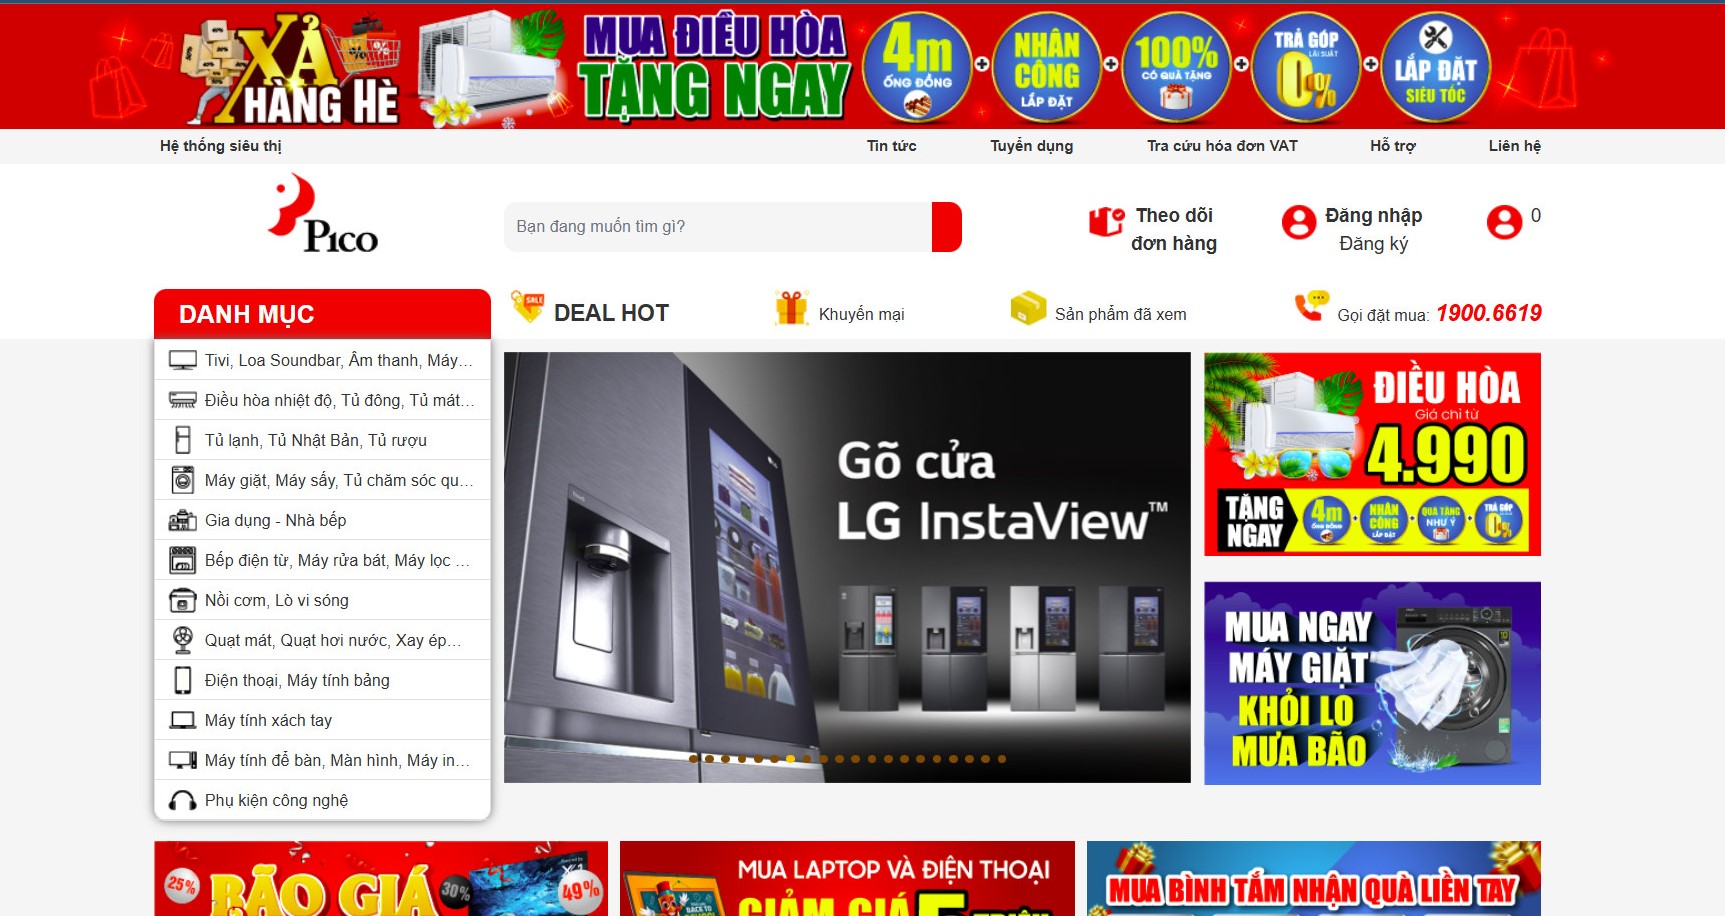 XẢ
HÀNG HÈ
MUA ĐIỀU HÒA
TẶNG NGAY
4m
ỐNG ĐỒNG
NHÂN
CÔNG
LẮP ĐẶT
100%
CÓ QUÀ TẶNG
TRẢ GÓP
LÃI SUẤT
0%
LẮP ĐẶT
SIÊU TỐC
Hệ thống siêu thị
Tin tức
Tuyển dụng
Tra cứu hóa đơn VAT
Hỗ trợ
Liên hệ
Pico
Bạn đang muốn tìm gì?
Theo dõi
đơn hàng
Đăng nhập
Đăng ký
0
DANH MỤC
SALE
DEAL HOT
Khuyến mại
Sản phẩm đã xem
Gọi đặt mua: 1900.6619
Tivi, Loa Soundbar, Âm thanh, Máy...
Điều hòa nhiệt độ, Tủ đông, Tủ mát...
Tủ lạnh, Tủ Nhật Bản, Tủ rượu
Máy giặt, Máy sấy, Tủ chăm sóc qu...
Gia dụng - Nhà bếp
Bếp điện từ, Máy rửa bát, Máy lọc ...
Nồi cơm, Lò vi sóng
Quạt mát, Quạt hơi nước, Xay ép...
Điện thoại, Máy tính bảng
Máy tính xách tay
Máy tính để bàn, Màn hình, Máy in...
Phụ kiện công nghệ
Gõ cửa
LG InstaView™
ĐIỀU HÒA
Giá chỉ từ
4.990
TẶNG
NGAY
4m
ỐNG ĐỒNG
NHÂN
CÔNG
LẮP ĐẶT
QUÀ TẶNG
NHƯ Ý
TRẢ GÓP
0%
MUA NGAY
MÁY GIẶT
KHỎI LO
MƯA BÃO
25%
BÃO GIÁ
30%
49%
MUA LAPTOP VÀ ĐIỆN THOẠI
GIẢM GIÁ 5 TRIỆU
MUA BÌNH TẮM NHẬN QUÀ LIỀN TAY